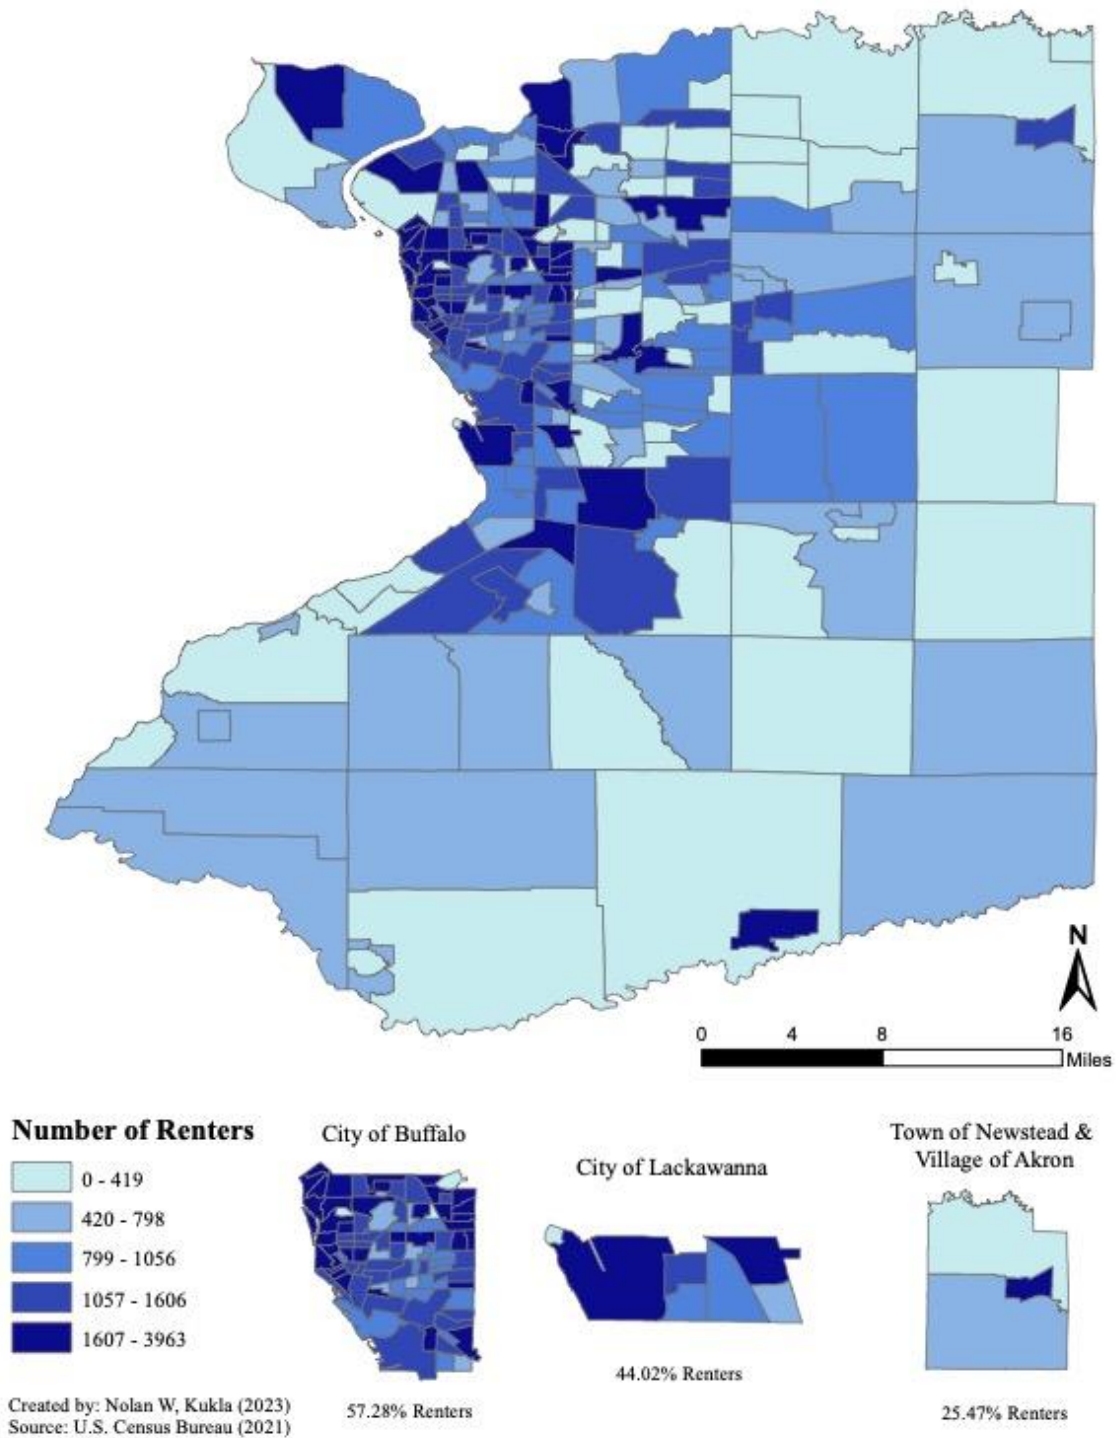 N
0 4 8 16
Miles
Number of Renters
0 - 419
420 - 798
799 - 1056
1057 - 1606
1607 - 3963
City of Buffalo
57.28% Renters
City of Lackawanna
44.02% Renters
Town of Newstead &
Village of Akron
25.47% Renters
Created by: Nolan W, Kukla (2023)
Source: U.S. Census Bureau (2021)